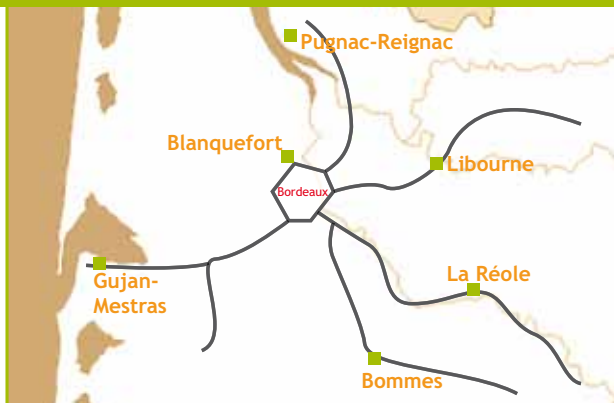 Pugnac-Reignac
Blanquefort
Libourne
Bordeaux
Gujan-
Mestras
La Réole
Bommes